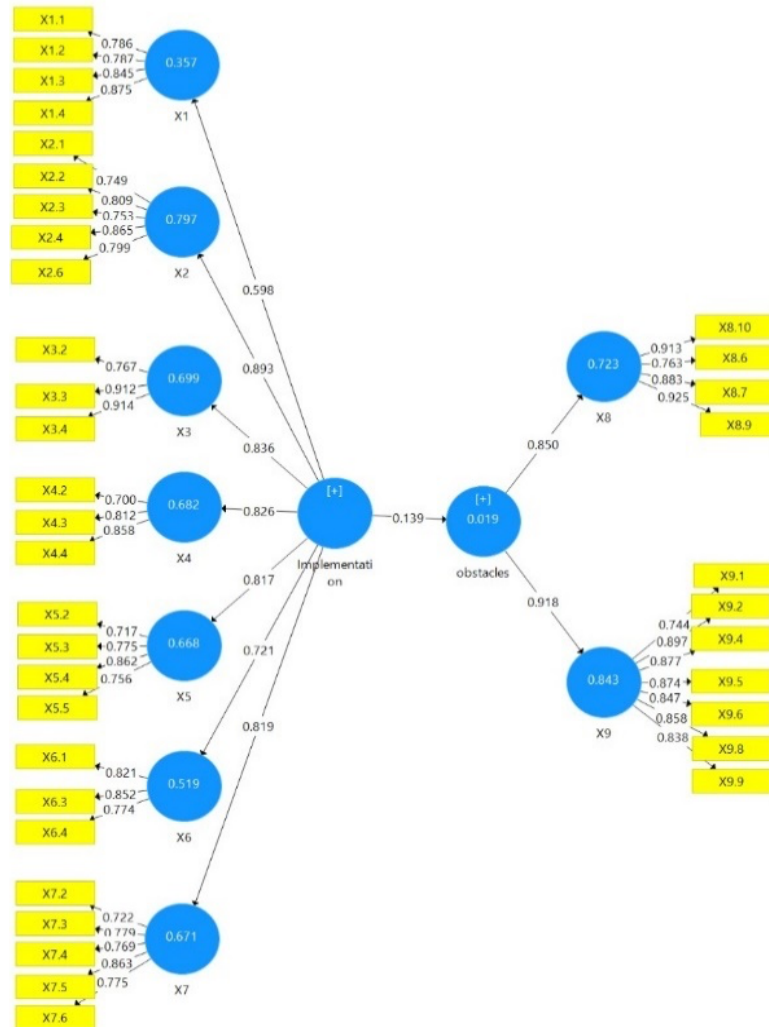 X1.1
X1.2
X1.3
X1.4
0.786
0.787
0.845
0.875
0.357
X1
X2.1
X2.2
X2.3
X2.4
X2.6
0.749
0.809
0.753
0.865
0.799
0.797
X2
X3.2
X3.3
X3.4
0.767
0.912
0.914
0.699
X3
X4.2
X4.3
X4.4
0.700
0.812
0.858
0.682
X4
X5.2
X5.3
X5.4
X5.5
0.717
0.775
0.862
0.756
0.668
X5
X6.1
X6.3
X6.4
0.821
0.852
0.774
0.519
X6
X7.2
X7.3
X7.4
X7.5
X7.6
0.722
0.779
0.769
0.863
0.775
0.671
X7
0.598
0.893
0.836
0.826
0.817
0.721
0.819
[+]
Implementati
on
0.139
[+]
0.019
obstacles
0.850
0.918
0.723
X8
0.913
0.763
0.883
0.925
X8.10
X8.6
X8.7
X8.9
0.843
X9
0.744
0.897
0.877
0.874
0.847
0.858
0.838
X9.1
X9.2
X9.4
X9.5
X9.6
X9.8
X9.9